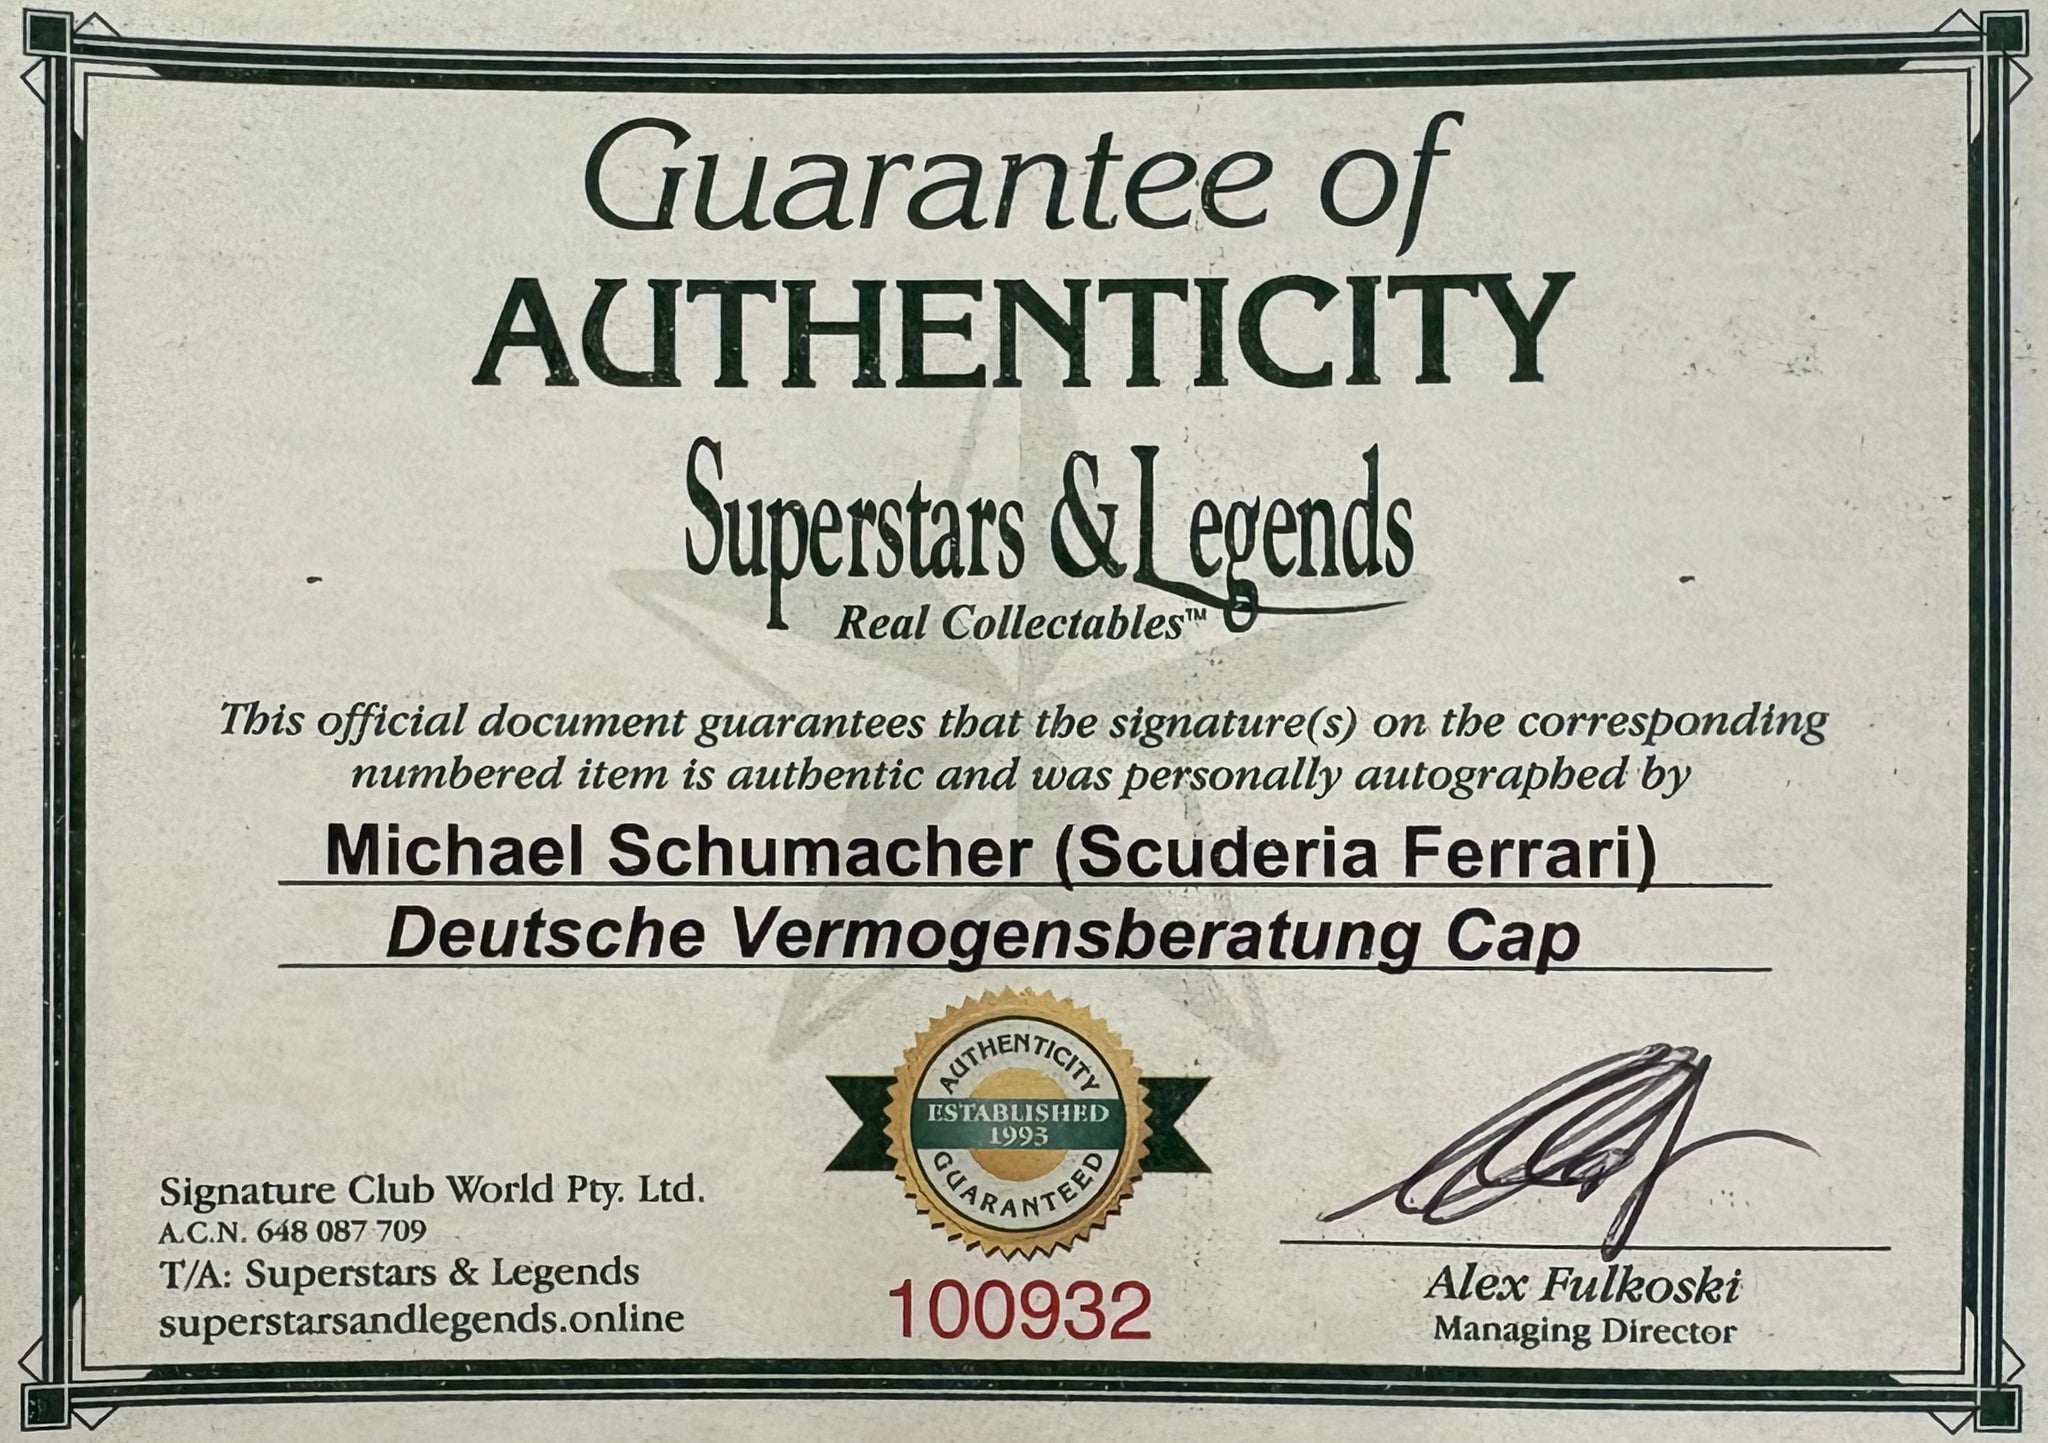 Guarantee of
AUTHENTICITY
Superstars & Legends
Real Collectables™
This official document guarantees that the signature(s) on the corresponding
numbered item is authentic and was personally autographed by
Michael Schumacher (Scuderia Ferrari)
Deutsche Vermogensberatung Cap
AUTHENTICITY
ESTABLISHED
1993
GUARANTEED
Signature Club World Pty. Ltd.
A.C.N. 648 087 709
T/A: Superstars & Legends
superstarsandlegends.online
100932
Alex Fulkoski
Managing Director